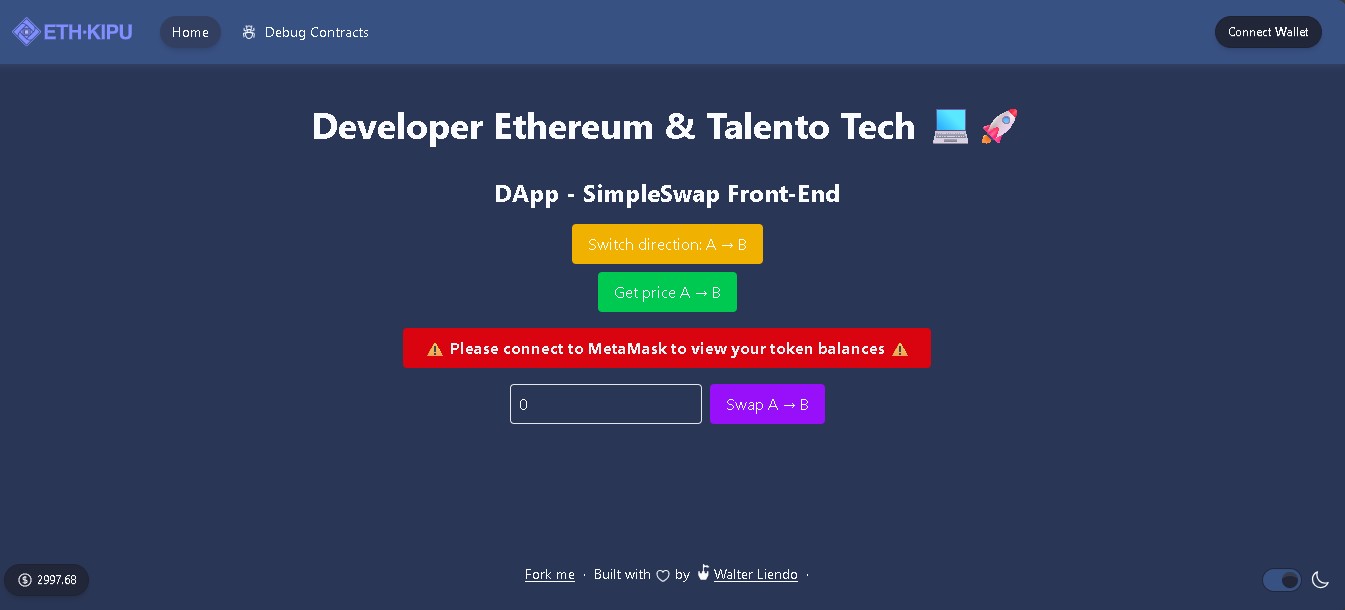 ETH·KIPU Home Debug Contracts Connect Wallet
Developer Ethereum & Talento Tech 💻 🚀
DApp - SimpleSwap Front-End
Switch direction: A → B
Get price A → B
⚠️ Please connect to MetaMask to view your token balances ⚠️
0 Swap A → B
Fork me · Built with ♡ by Walter Liendo ·
2997.68